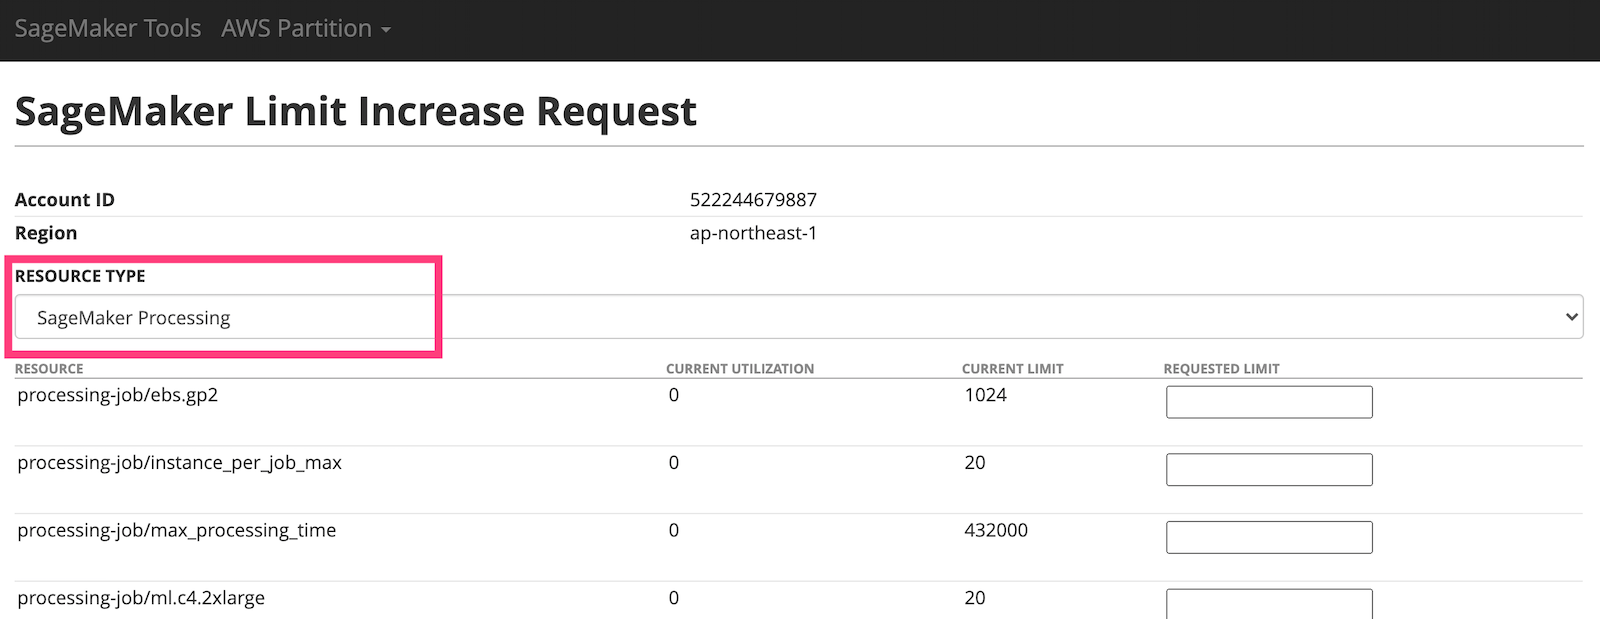 SageMaker Tools AWS Partition
SageMaker Limit Increase Request
Account ID 522244679887
Region ap-northeast-1
RESOURCE TYPE
SageMaker Processing
RESOURCE CURRENT UTILIZATION CURRENT LIMIT REQUESTED LIMIT
processing-job/ebs.gp2 0 1024
processing-job/instance_per_job_max 0 20
processing-job/max_processing_time 0 432000
processing-job/ml.c4.2xlarge 0 20